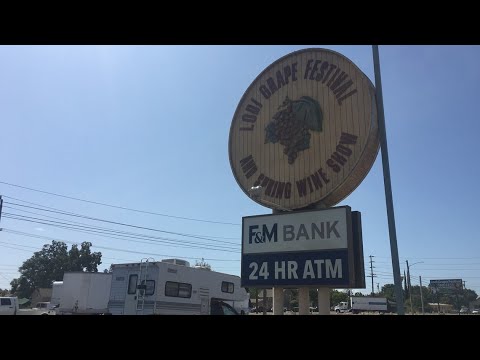 LODI GRAPE FESTIVAL
AND SPRING WINE SHOW
F&M BANK
24 HR ATM